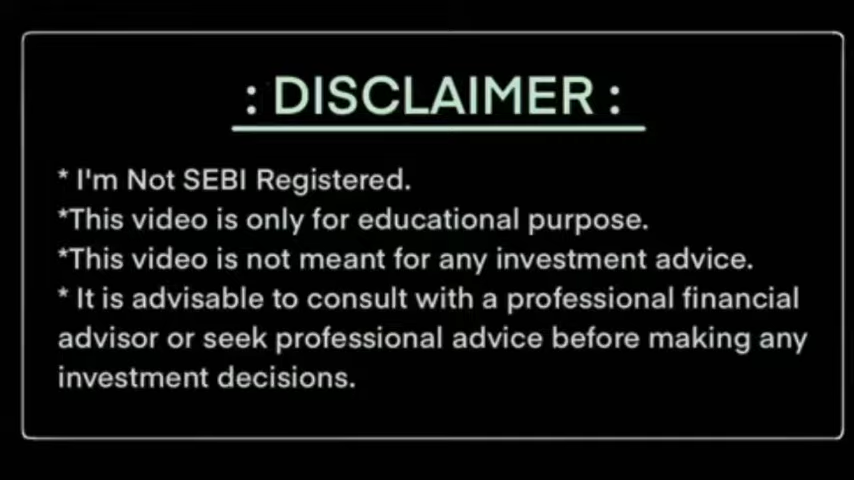 : DISCLAIMER :
* I'm Not SEBI Registered.
*This video is only for educational purpose.
*This video is not meant for any investment advice.
* It is advisable to consult with a professional financial
advisor or seek professional advice before making any
investment decisions.